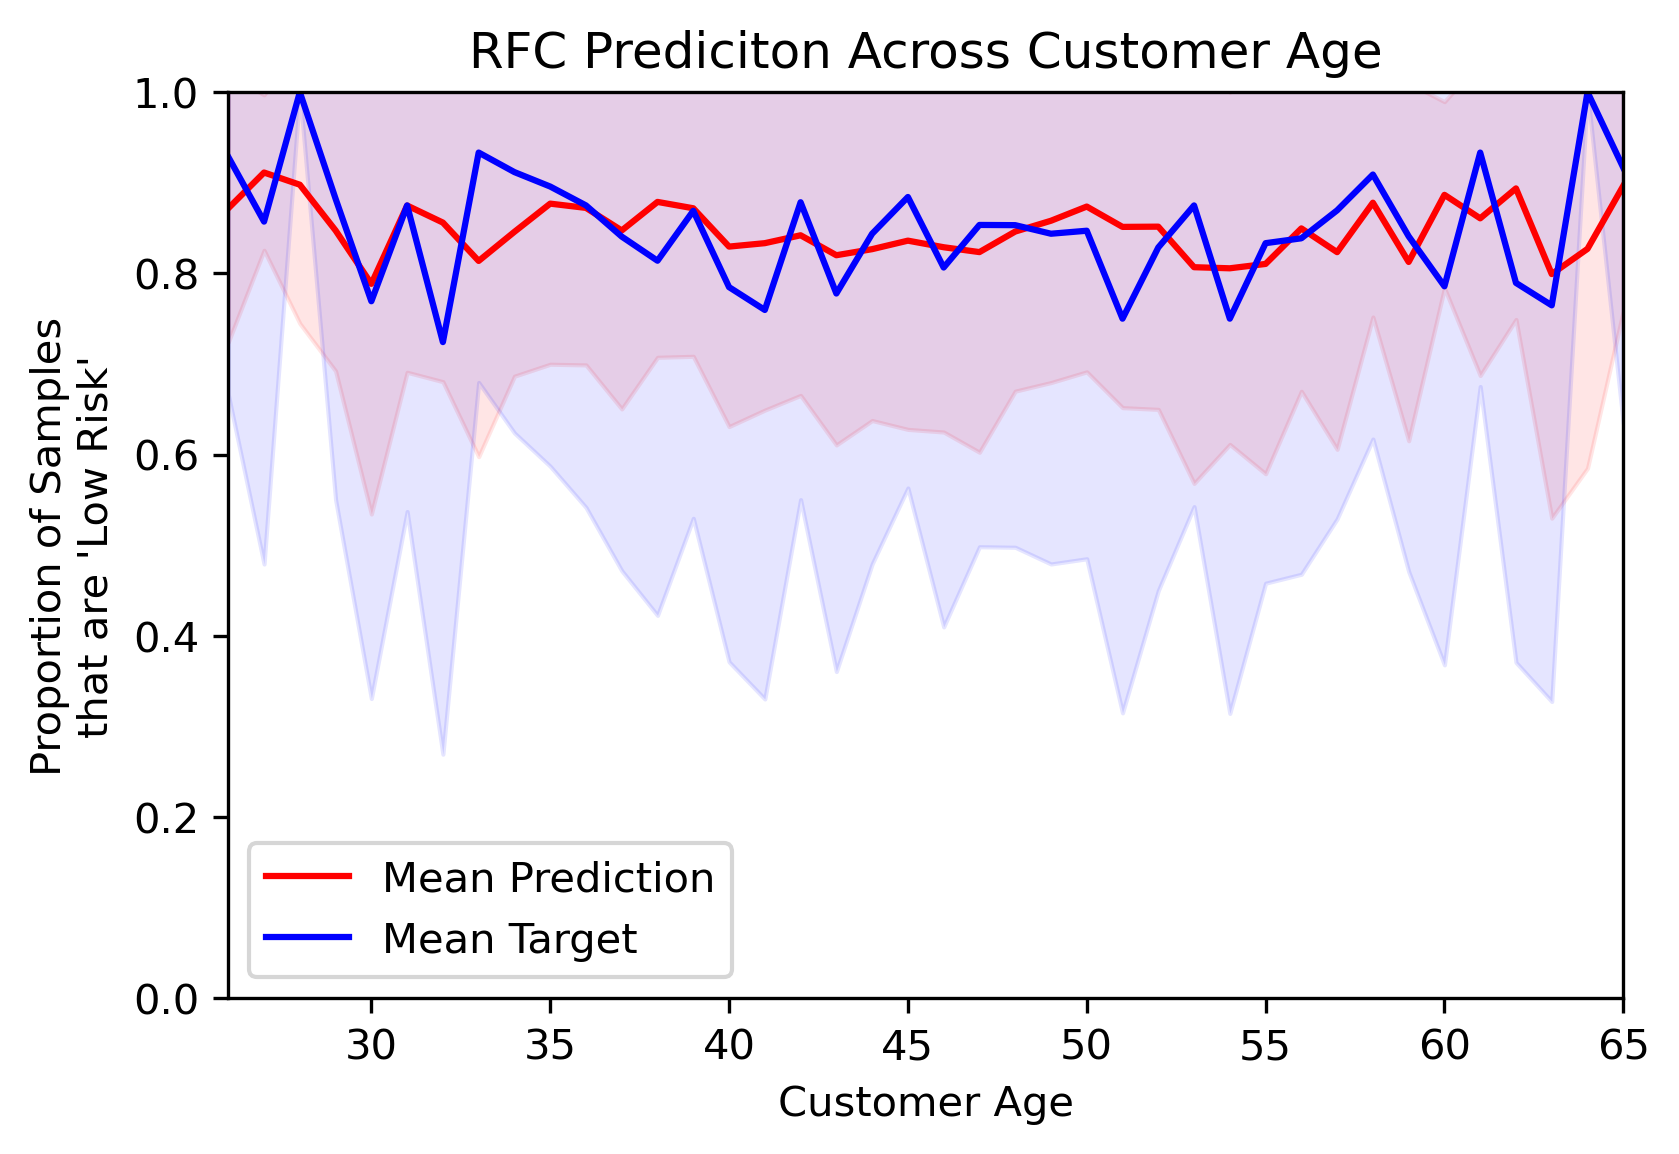 RFC Prediciton Across Customer Age
Proportion of Samples
that are 'Low Risk'
1.0
0.8
0.6
0.4
0.2
0.0
Mean Prediction
Mean Target
30 35 40 45 50 55 60 65
Customer Age